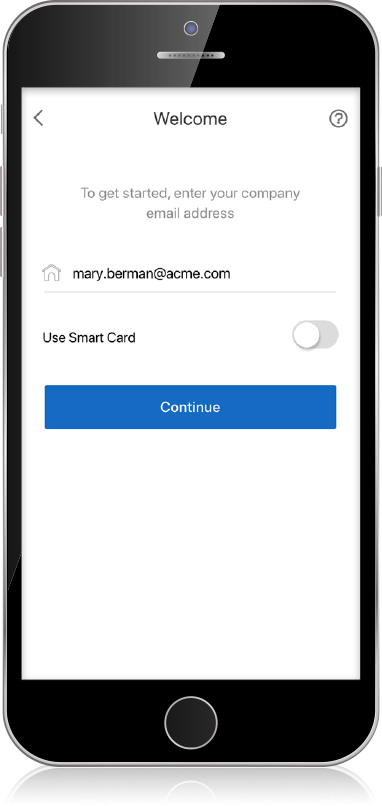 Welcome
To get started, enter your company
email address
mary.berman@acme.com
Use Smart Card
Continue